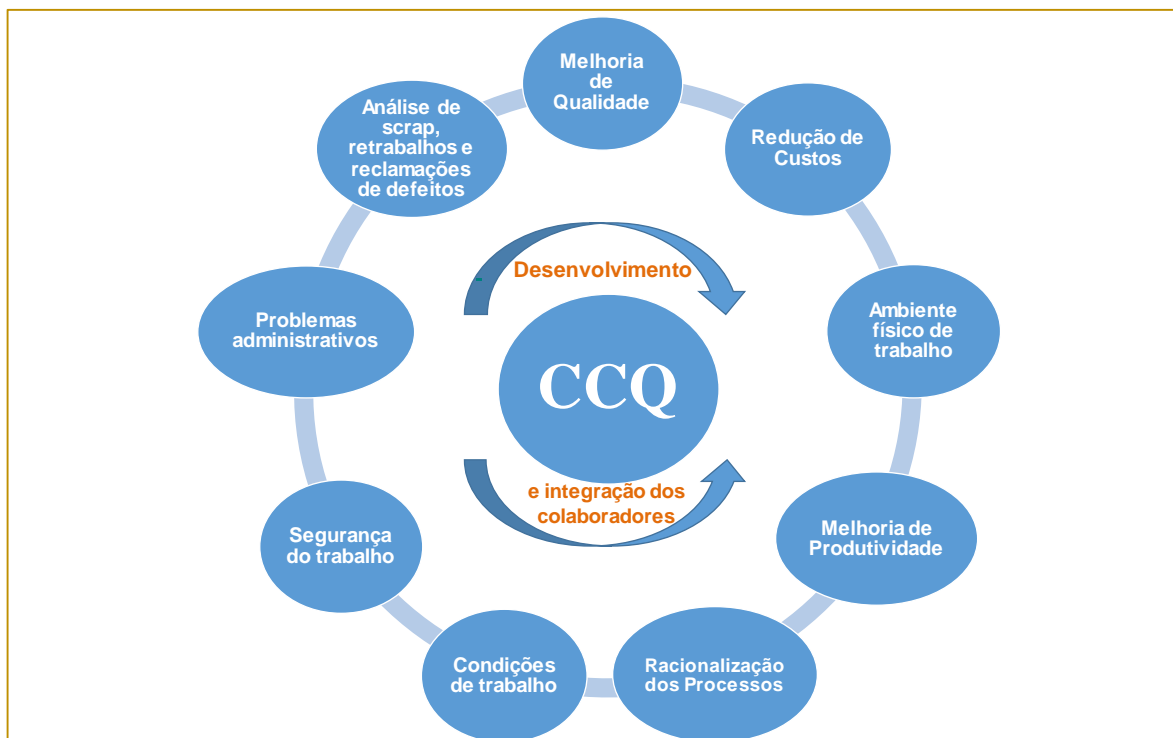 Melhoria
de
Qualidade
Redução de
Custos
Ambiente
físico de
trabalho
Melhoria de
Produtividade
Racionalização
dos Processos
Condições
de trabalho
Segurança
do trabalho
Problemas
administrativos
Análise de
scrap,
retrabalhos e
reclamações
de defeitos
Desenvolvimento
CCQ
e integração dos
colaboradores